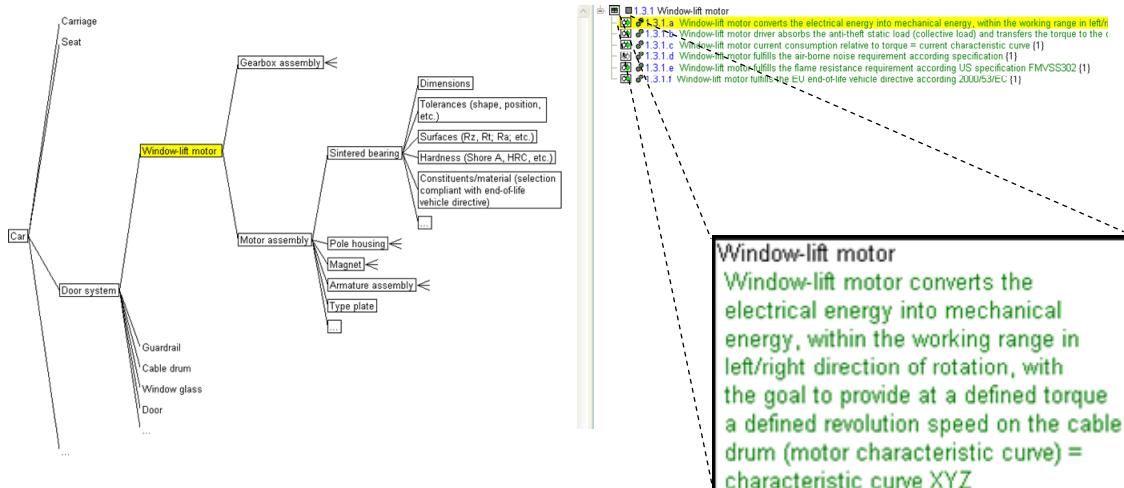 Carriage
Seat
Gearbox assembly
Dimensions
Tolerances (shape, position,
etc.)
Surfaces (Rz, Rt; Ra; etc.)
Window-lift motor
Sintered bearing
Hardness (Shore A, HRC, etc.)
Constituents/material (selection
compliant with end-of-life
vehicle directive)
...
Car
Motor assembly
Pole housing
Magnet
Armature assembly
Door system
Type plate
...
Guardrail
Cable drum
Window glass
Door
...
...
1.3.1 Window-lift motor
1.3.1.a Window-lift motor converts the electrical energy into mechanical energy, within the working range in left/r
1.3.1.b Window-lift motor driver absorbs the anti-theft static load (collective load) and transfers the torque to the
1.3.1.c Window-lift motor current consumption relative to torque = current characteristic curve {1}
1.3.1.d Window-lift motor fulfills the air-borne noise requirement according specification {1}
1.3.1.e Window-lift motor fulfills the flame resistance requirement according US specification FMVSS302 {1}
1.3.1.f Window-lift motor fulfills the EU end-of-life vehicle directive according 2000/53/EC {1}
Window-lift motor
Window-lift motor converts the
electrical energy into mechanical
energy, within the working range in
left/right direction of rotation, with
the goal to provide at a defined torque
a defined revolution speed on the cable
drum (motor characteristic curve) =
characteristic curve XYZ